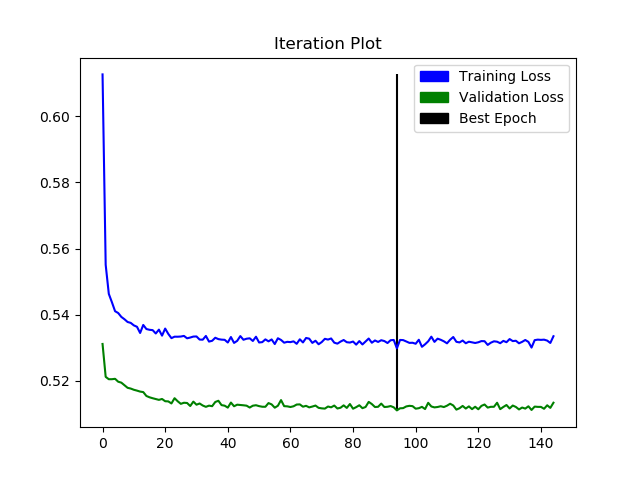 Iteration Plot
Training Loss
Validation Loss
Best Epoch
0.60
0.58
0.56
0.54
0.52
0 20 40 60 80 100 120 140